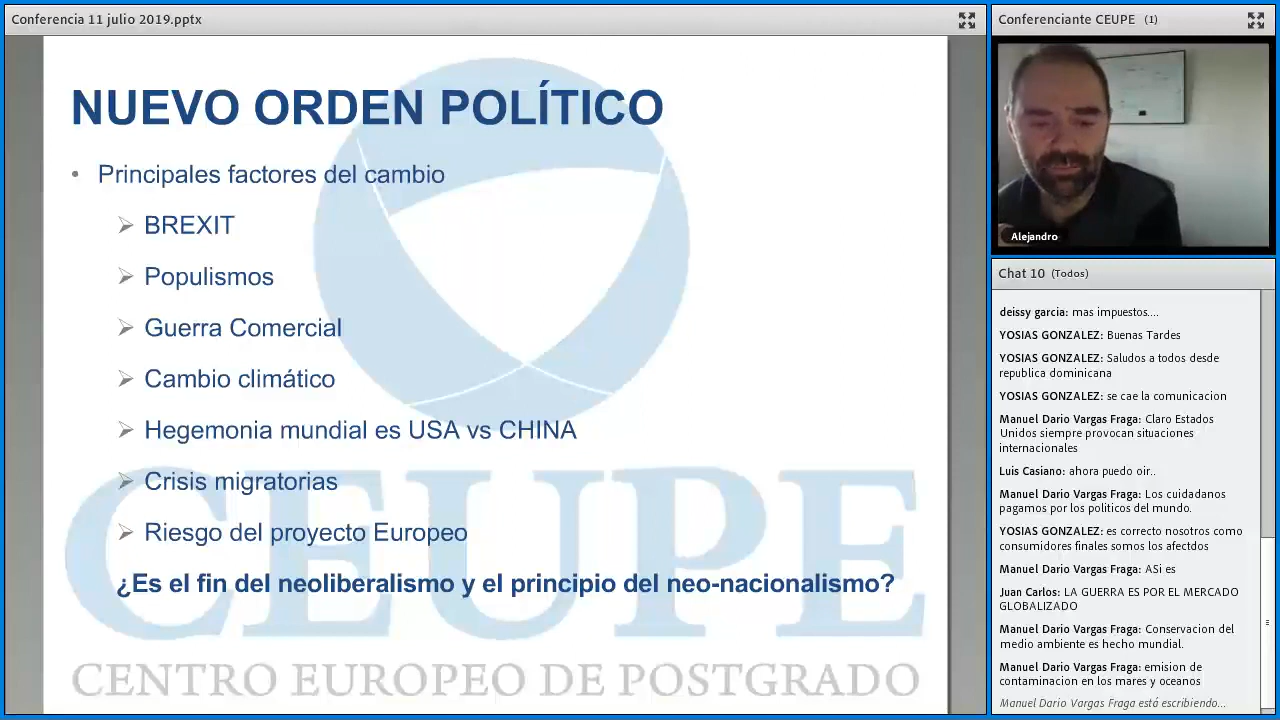 Conferencia 11 julio 2019.pptx
NUEVO ORDEN POLÍTICO
• Principales factores del cambio
➢ BREXIT
➢ Populismos
➢ Guerra Comercial
➢ Cambio climático
➢ Hegemonia mundial es USA vs CHINA
➢ Crisis migratorias
➢ Riesgo del proyecto Europeo
¿Es el fin del neoliberalismo y el principio del neo-nacionalismo?
CEUPE
CENTRO EUROPEO DE POSTGRADO
Conferenciante CEUPE (1)
Alejandro
Chat 10 (Todos)
deissy garcia: mas impuestos....
YOSIAS GONZALEZ: Buenas Tardes
YOSIAS GONZALEZ: Saludos a todos desde
republica dominicana
YOSIAS GONZALEZ: se cae la comunicacion
Manuel Dario Vargas Fraga: Claro Estados
Unidos siempre provocan situaciones
internacionales
Luis Casiano: ahora puedo oir..
Manuel Dario Vargas Fraga: Los cuidadanos
pagamos por los politicos del mundo.
YOSIAS GONZALEZ: es correcto nosotros como
consumidores finales somos los afectdos
Manuel Dario Vargas Fraga: ASi es
Juan Carlos: LA GUERRA ES POR EL MERCADO
GLOBALIZADO
Manuel Dario Vargas Fraga: Conservacion del
medio ambiente es hecho mundial.
Manuel Dario Vargas Fraga: emision de
contaminacion en los mares y oceanos
Manuel Dario Vargas Fraga está escribiendo...